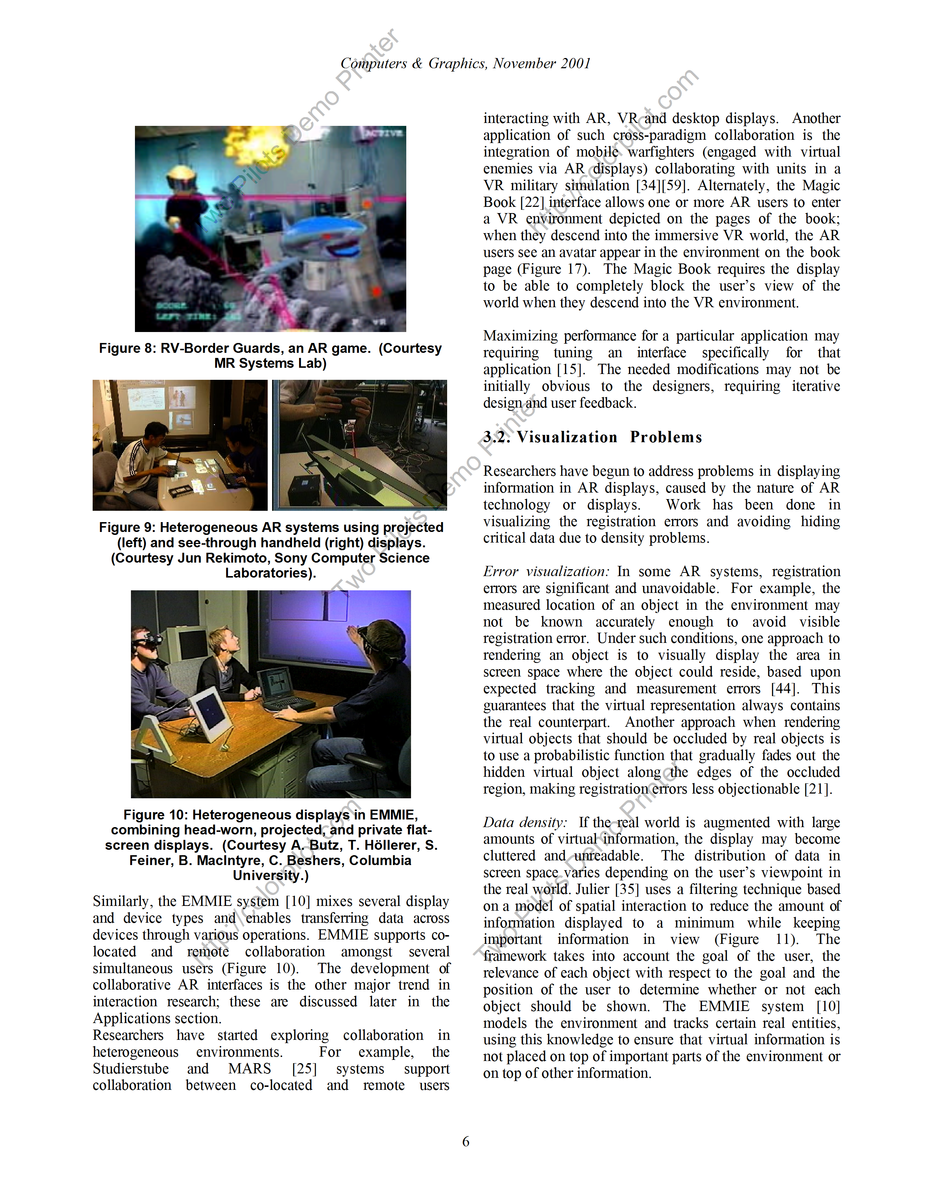 Computers & Graphics, November 2001
ACTIVE
SCORE
LEFT TIME:
Figure 8: RV-Border Guards, an AR game. (Courtesy
MR Systems Lab)
Figure 9: Heterogeneous AR systems using projected
(left) and see-through handheld (right) displays.
(Courtesy Jun Rekimoto, Sony Computer Science
Laboratories).
Figure 10: Heterogeneous displays in EMMIE,
combining head-worn, projected, and private flat-
screen displays. (Courtesy A. Butz, T. Höllerer, S.
Feiner, B. MacIntyre, C. Beshers, Columbia
University.)
Similarly, the EMMIE system [10] mixes several display
and device types and enables transferring data across
devices through various operations. EMMIE supports co-
located and remote collaboration amongst several
simultaneous users (Figure 10). The development of
collaborative AR interfaces is the other major trend in
interaction research; these are discussed later in the
Applications section.
Researchers have started exploring collaboration in
heterogeneous environments. For example, the
Studierstube and MARS [25] systems support
collaboration between co-located and remote users
interacting with AR, VR and desktop displays. Another
application of such cross-paradigm collaboration is the
integration of mobile warfighters (engaged with virtual
enemies via AR displays) collaborating with units in a
VR military simulation [34][59]. Alternately, the Magic
Book [22] interface allows one or more AR users to enter
a VR environment depicted on the pages of the book;
when they descend into the immersive VR world, the AR
users see an avatar appear in the environment on the book
page (Figure 17). The Magic Book requires the display
to be able to completely block the user's view of the
world when they descend into the VR environment.
Maximizing performance for a particular application may
requiring tuning an interface specifically for that
application [15]. The needed modifications may not be
initially obvious to the designers, requiring iterative
design and user feedback.
3.2. Visualization Problems
Researchers have begun to address problems in displaying
information in AR displays, caused by the nature of AR
technology or displays. Work has been done in
visualizing the registration errors and avoiding hiding
critical data due to density problems.
Error visualization: In some AR systems, registration
errors are significant and unavoidable. For example, the
measured location of an object in the environment may
not be known accurately enough to avoid visible
registration error. Under such conditions, one approach to
rendering an object is to visually display the area in
screen space where the object could reside, based upon
expected tracking and measurement errors [44]. This
guarantees that the virtual representation always contains
the real counterpart. Another approach when rendering
virtual objects that should be occluded by real objects is
to use a probabilistic function that gradually fades out the
hidden virtual object along the edges of the occluded
region, making registration errors less objectionable [21].
Data density: If the real world is augmented with large
amounts of virtual information, the display may become
cluttered and unreadable. The distribution of data in
screen space varies depending on the user's viewpoint in
the real world. Julier [35] uses a filtering technique based
on a model of spatial interaction to reduce the amount of
information displayed to a minimum while keeping
important information in view (Figure 11). The
framework takes into account the goal of the user, the
relevance of each object with respect to the goal and the
position of the user to determine whether or not each
object should be shown. The EMMIE system [10]
models the environment and tracks certain real entities,
using this knowledge to ensure that virtual information is
not placed on top of important parts of the environment or
on top of other information.
6
Two Pilots Demo Printer
http://colorpilot.com
Two Pilots Demo Printer
http://colorpilot.com
Two Pilots Demo Printer